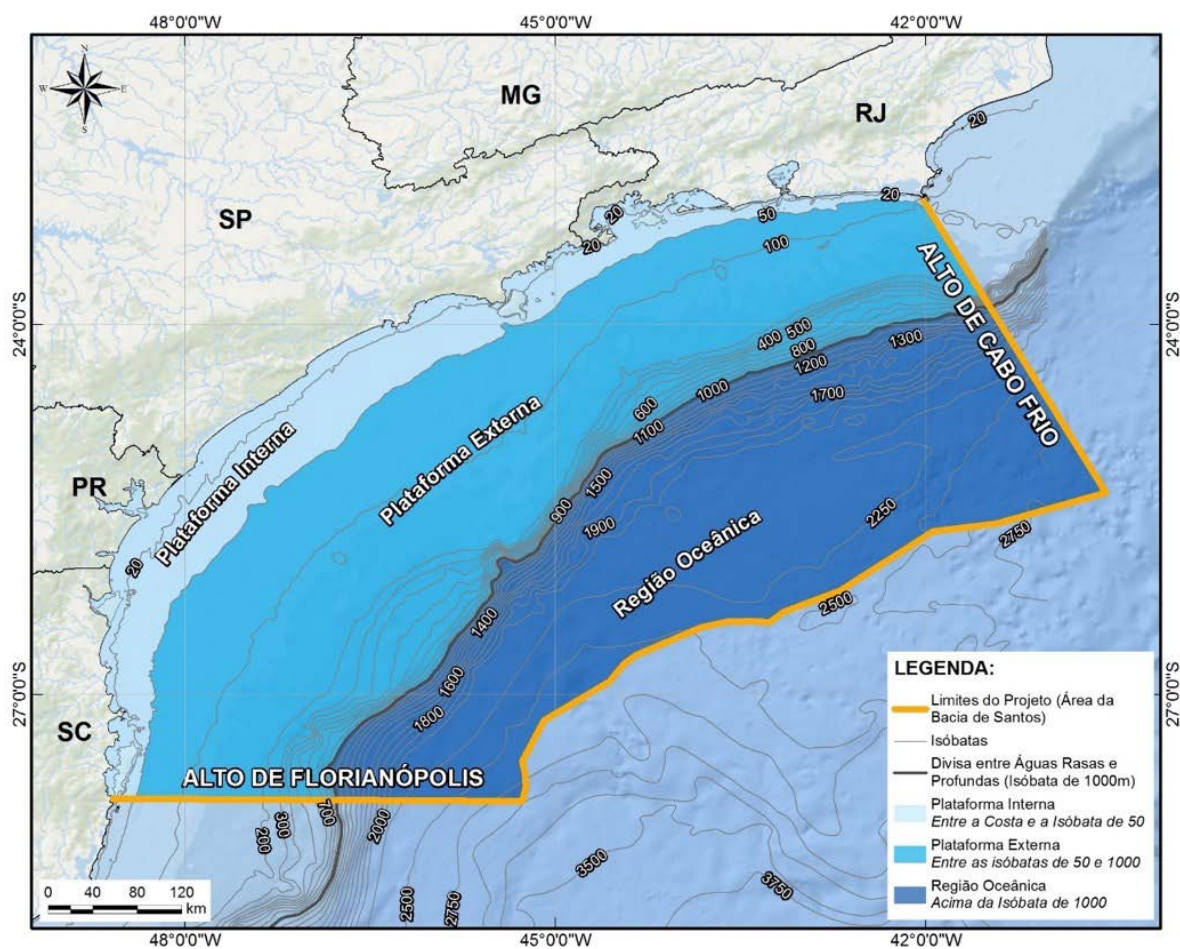 48°0'0"W
45°0'0"W
42°0'0"W
N
W
E
S
MG
RJ
SP
PR
SC
24°0'0"S
24°0'0"S
27°0'0"S
27°0'0"S
20
20
20
20
50
100
400
500
800
1200
1300
1700
1000
600
1100
1500
900
1900
2250
2750
2500
1400
1600
1800
20
700
200
300
2000
2500
2750
3500
3750
ALTO DE CABO FRIO
Plataforma Interna
Plataforma Externa
Região Oceânica
ALTO DE FLORIANÓPOLIS
LEGENDA:
Limites do Projeto (Área da
Bacia de Santos)
Isóbatas
Divisa entre Águas Rasas e
Profundas (Isóbata de 1000m)
Plataforma Interna
Entre a Costa e a Isóbata de 50
Plataforma Externa
Entre as isóbatas de 50 e 1000
Região Oceânica
Acima da Isóbata de 1000
0 20 40 80 120
km
48°0'0"W
45°0'0"W
42°0'0"W